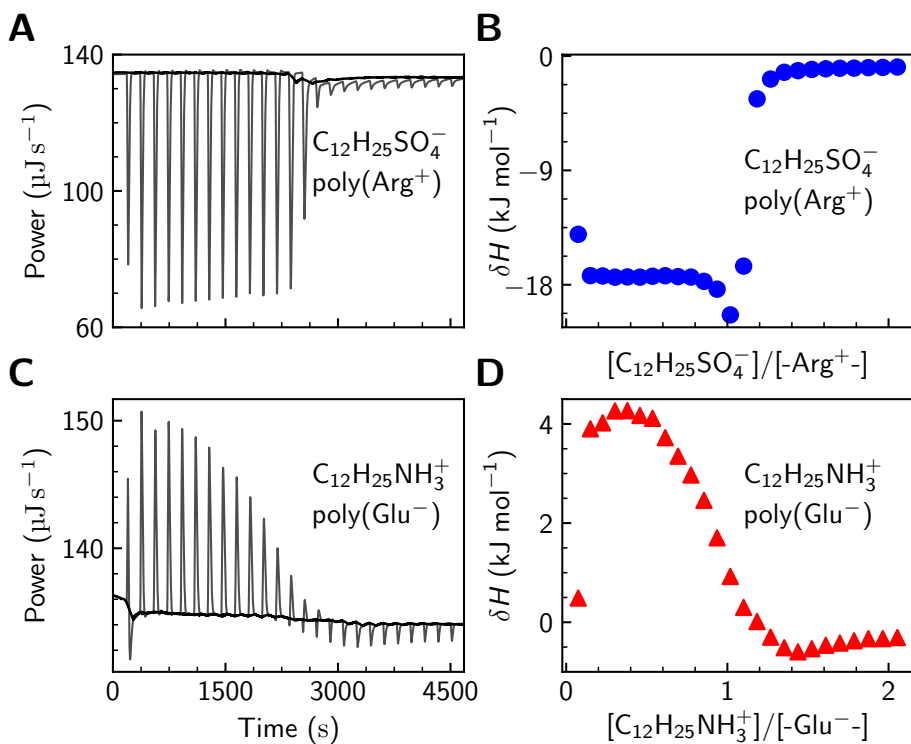 A
B
140
100
60
Power (µJ s⁻¹)
C₁₂H₂₅SO₄⁻
poly(Arg⁺)
0
−9
−18
δH (kJ mol⁻¹)
C₁₂H₂₅SO₄⁻
poly(Arg⁺)
[C₁₂H₂₅SO₄⁻]/[-Arg⁺-]
C
D
150
140
Power (µJ s⁻¹)
C₁₂H₂₅NH₃⁺
poly(Glu⁻)
0
1500
3000
4500
Time (s)
4
2
0
δH (kJ mol⁻¹)
C₁₂H₂₅NH₃⁺
poly(Glu⁻)
0
1
2
[C₁₂H₂₅NH₃⁺]/[-Glu⁻-]